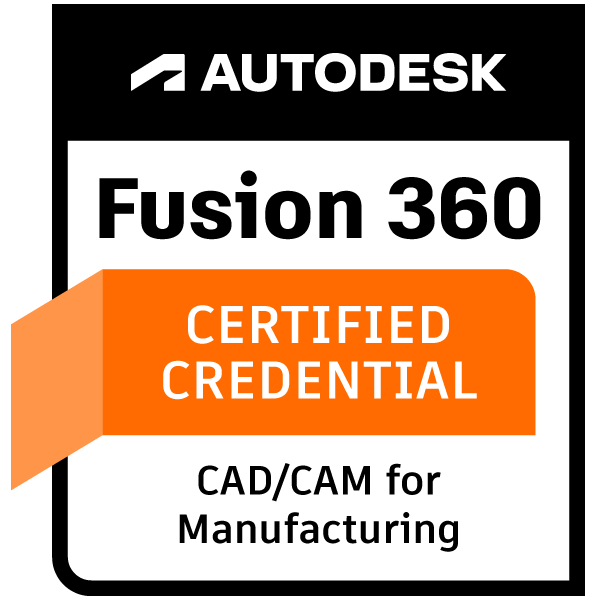 AUTODESK
Fusion 360
CERTIFIED
CREDENTIAL
CAD/CAM for
Manufacturing